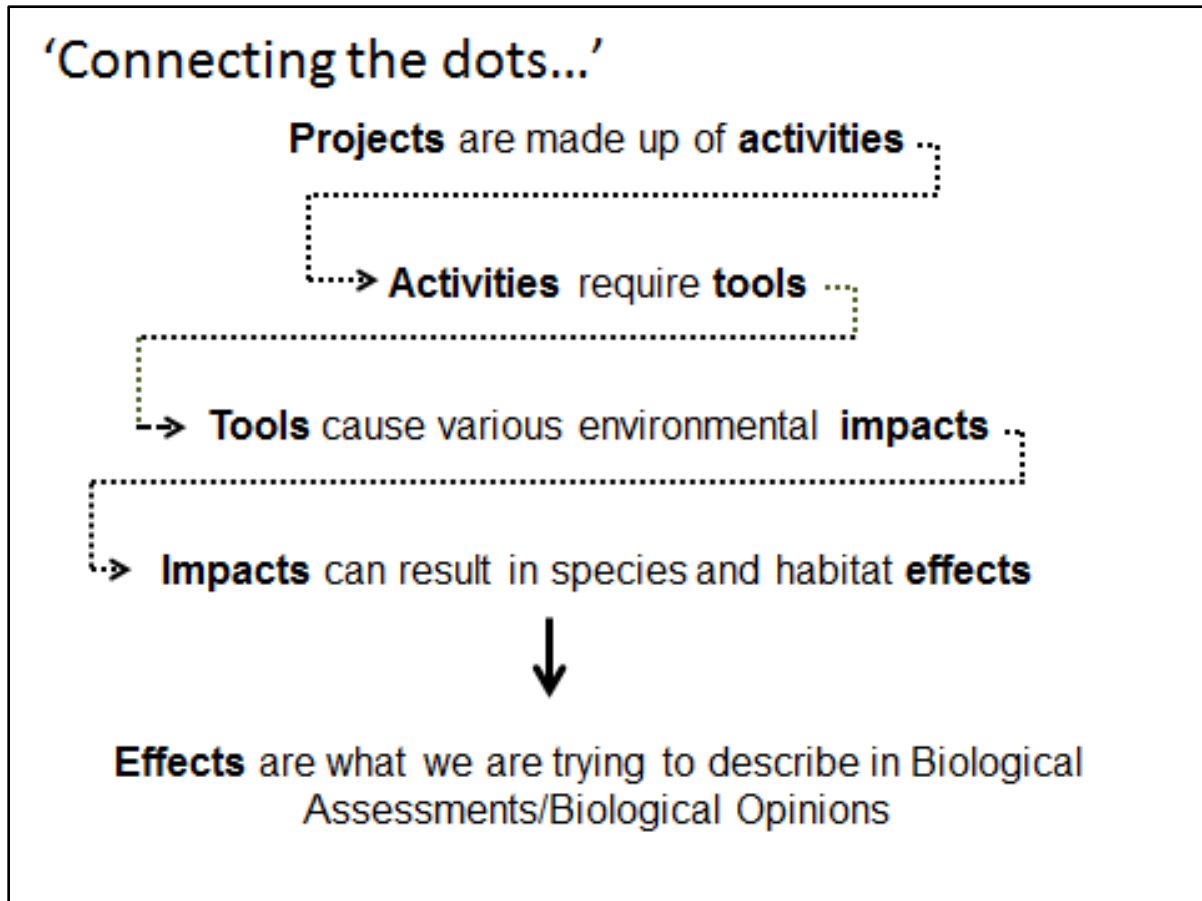 ‘Connecting the dots…’
Projects are made up of activities
Activities require tools
Tools cause various environmental impacts
Impacts can result in species and habitat effects
Effects are what we are trying to describe in Biological
Assessments/Biological Opinions